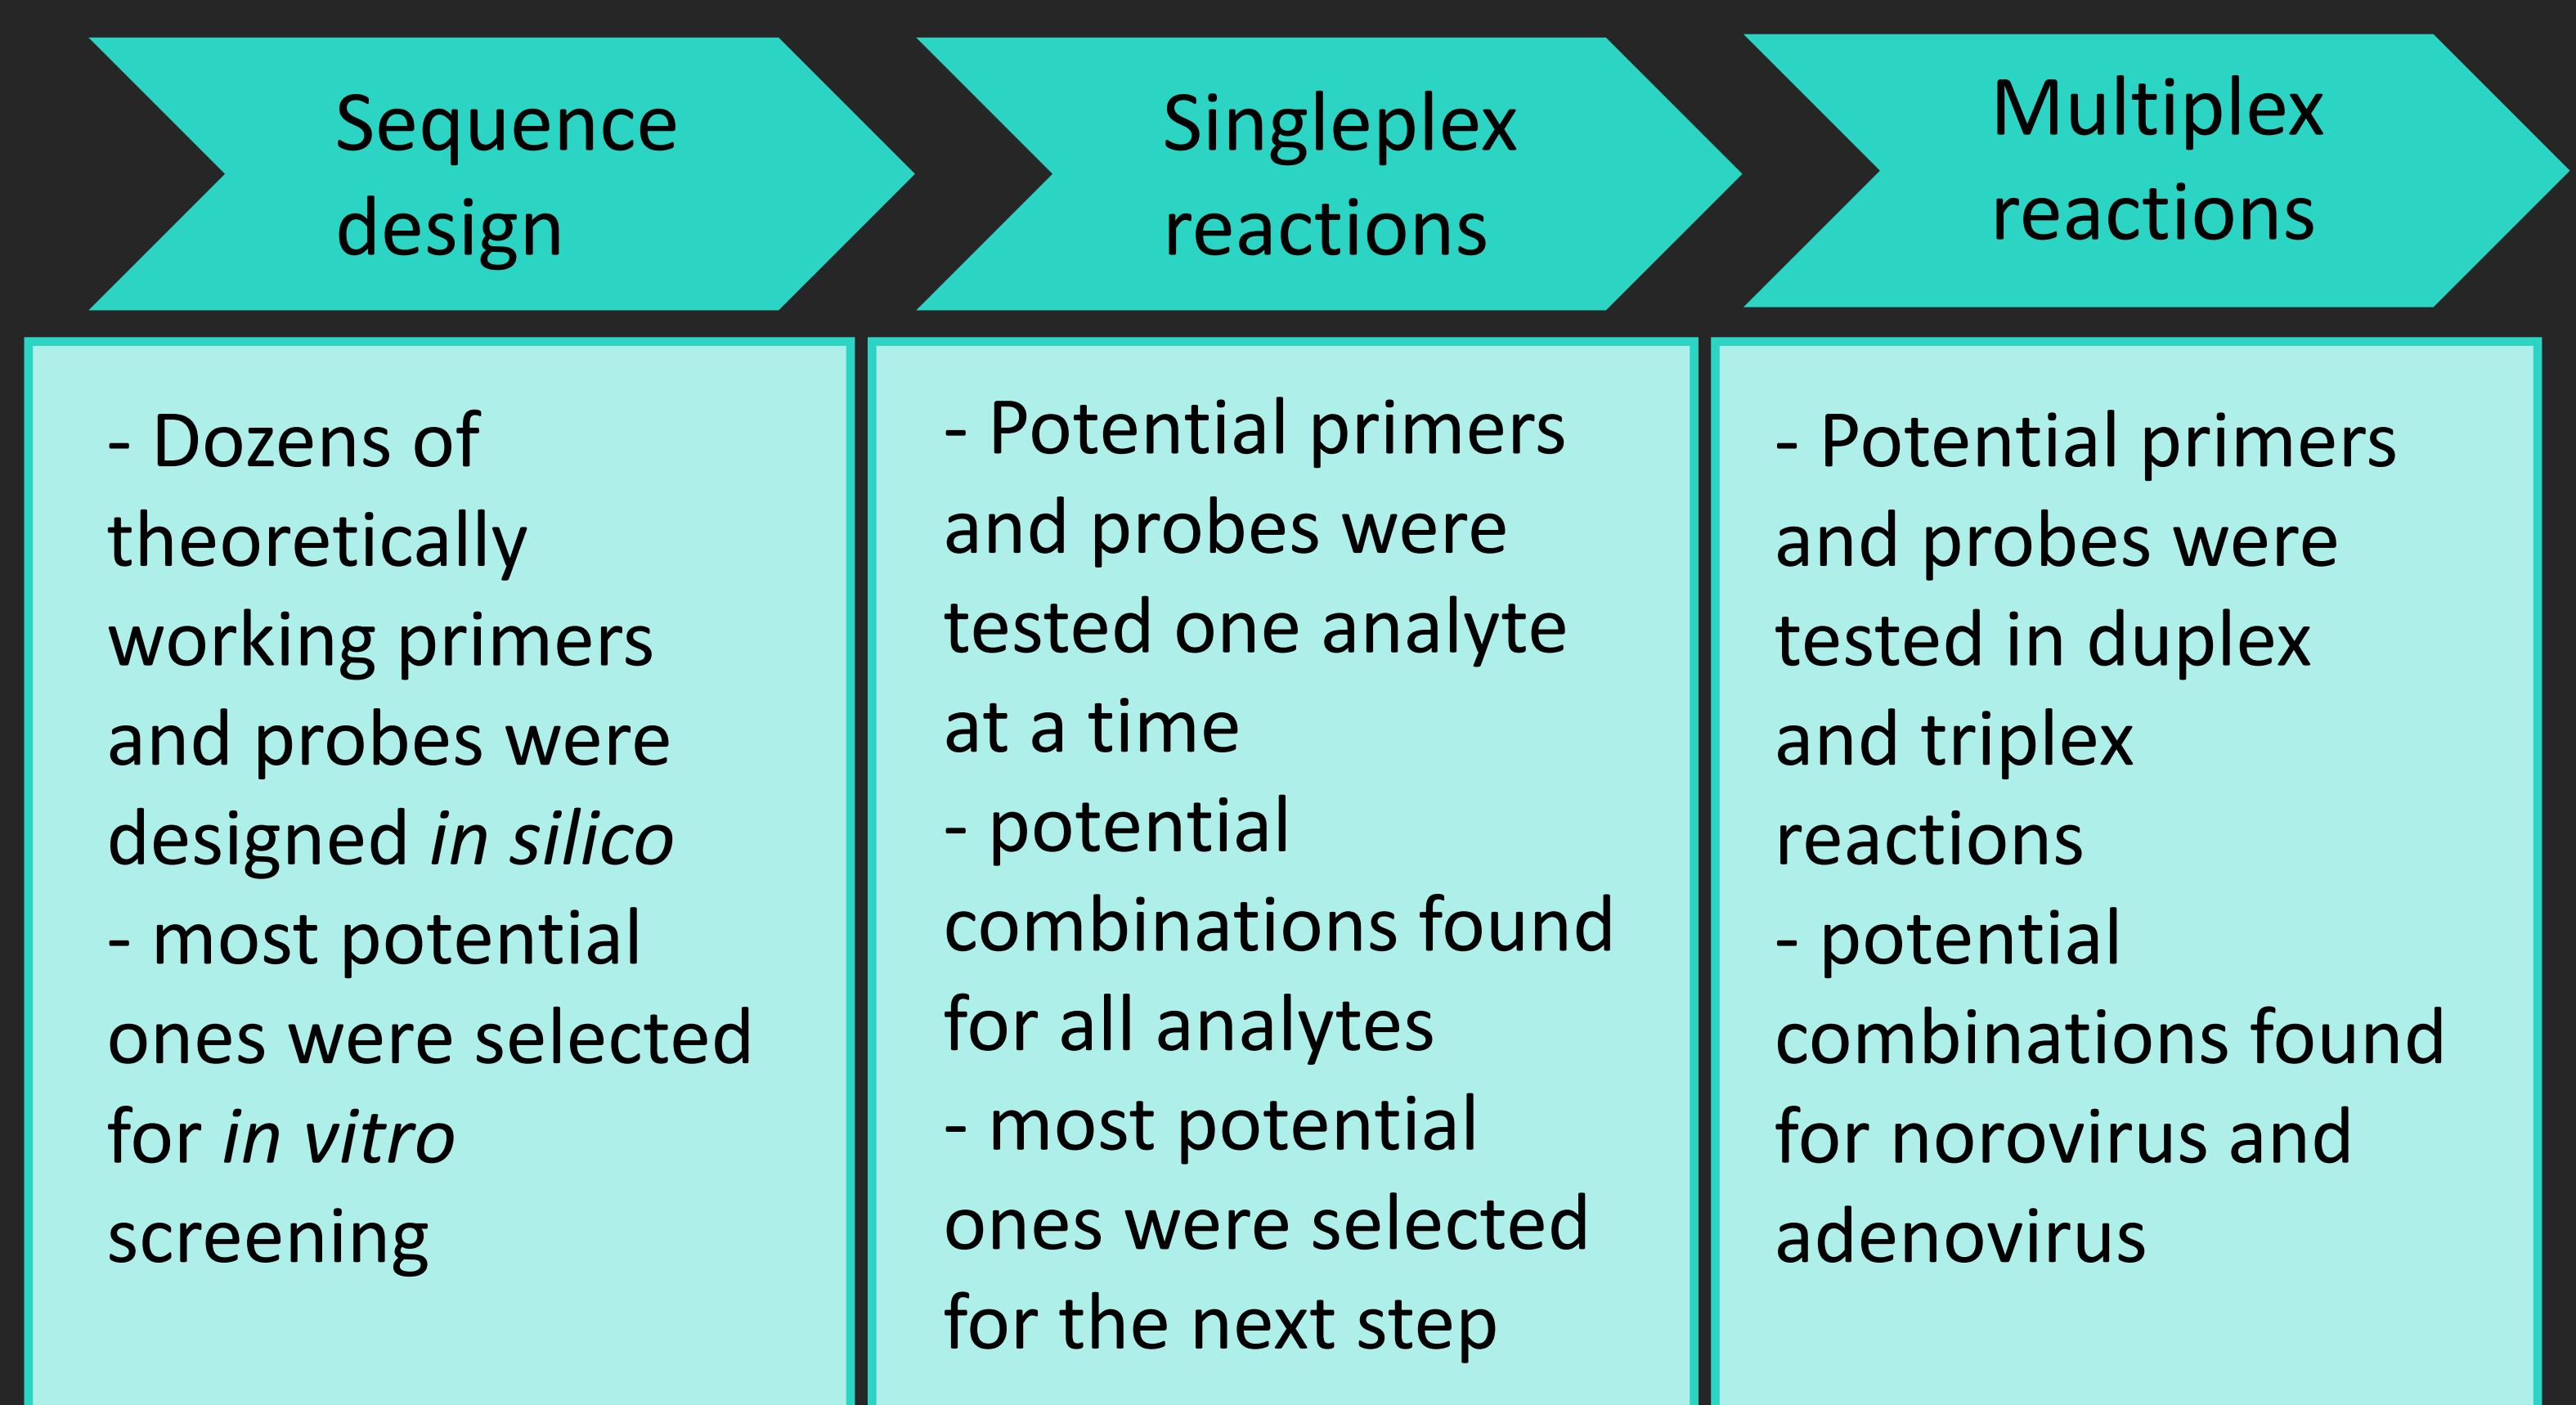 Sequence
design
Singleplex
reactions
Multiplex
reactions
- Dozens of
theoretically
working primers
and probes were
designed in silico
- most potential
ones were selected
for in vitro
screening
- Potential primers
and probes were
tested one analyte
at a time
- potential
combinations found
for all analytes
- most potential
ones were selected
for the next step
- Potential primers
and probes were
tested in duplex
and triplex
reactions
- potential
combinations found
for norovirus and
adenovirus